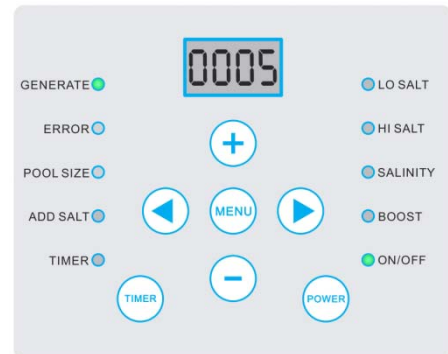 0005
GENERATE
LO SALT
ERROR
HI SALT
+
POOL SIZE
SALINITY
ADD SALT
MENU
BOOST
TIMER
ON/OFF
−
TIMER
POWER